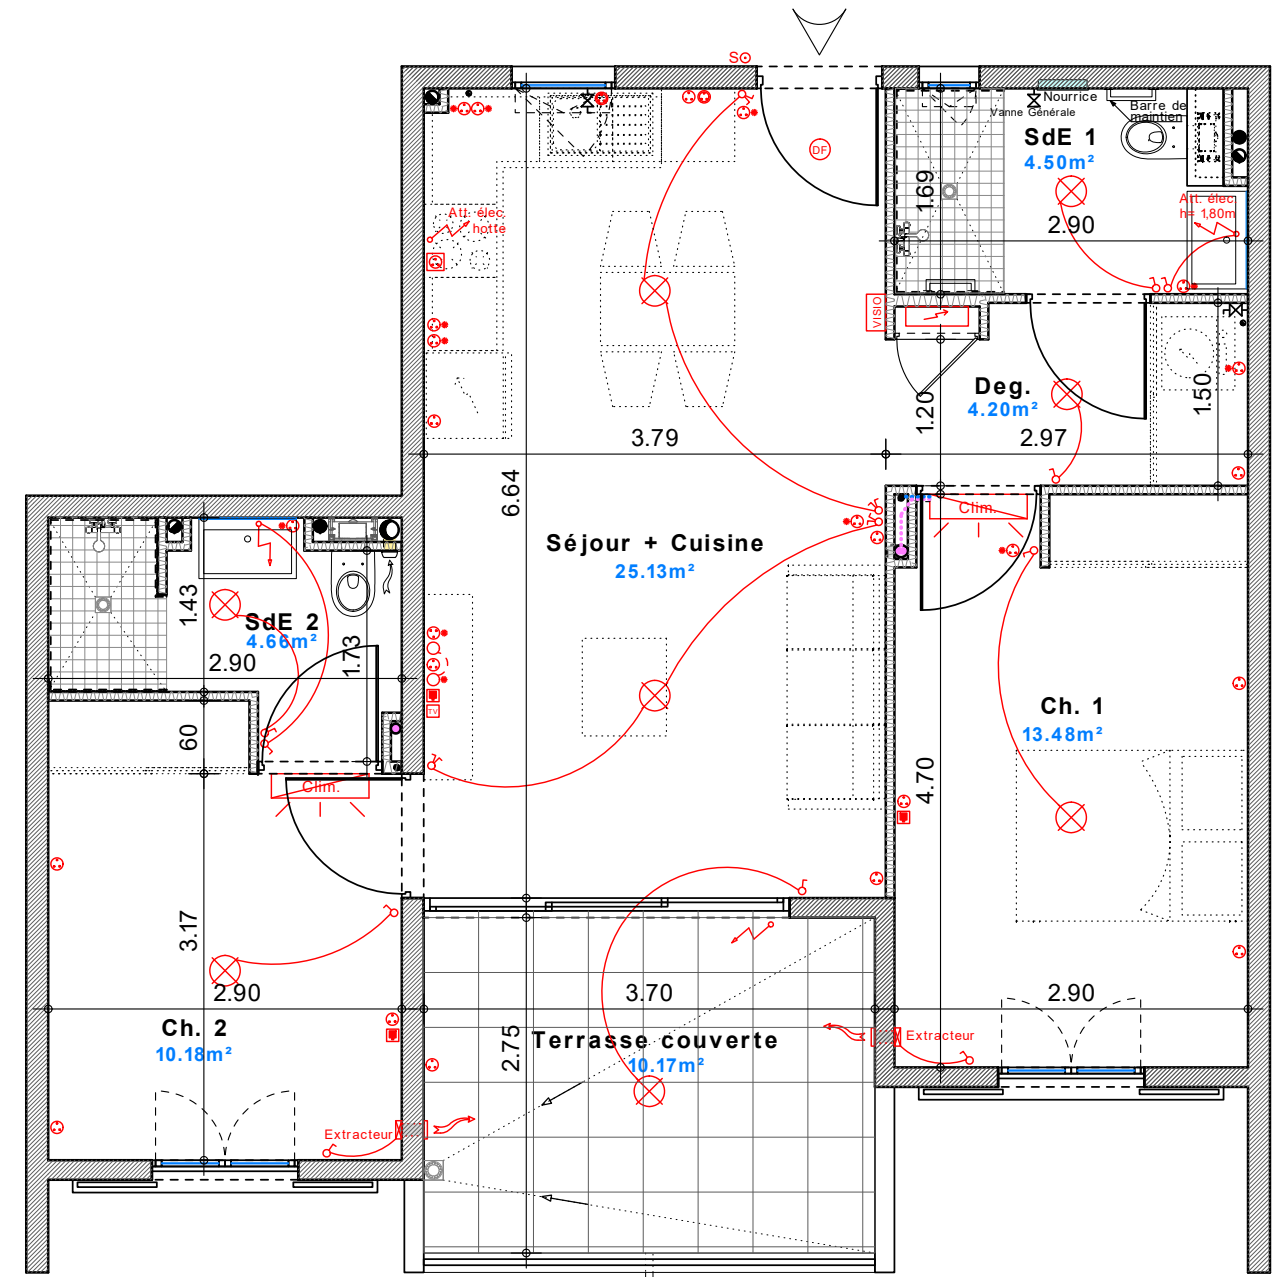 S
DF
Nourrice
Vanne Générale
Barre de
maintien
SdE 1
4.50m²
1.69
2.90
Att. élec.
h= 1,80m
Att. élec.
hotte
VISIO
Deg.
4.20m²
1.20
1.50
3.79
2.97
6.64
Clim.
Séjour + Cuisine
25.13m²
1.43
SdE 2
4.66m²
1.73
2.90
60
TV
Ch. 1
13.48m²
4.70
Clim.
3.17
2.90
3.70
2.90
Ch. 2
10.18m²
2.75
Terrasse couverte
10.17m²
Extracteur
Extracteur